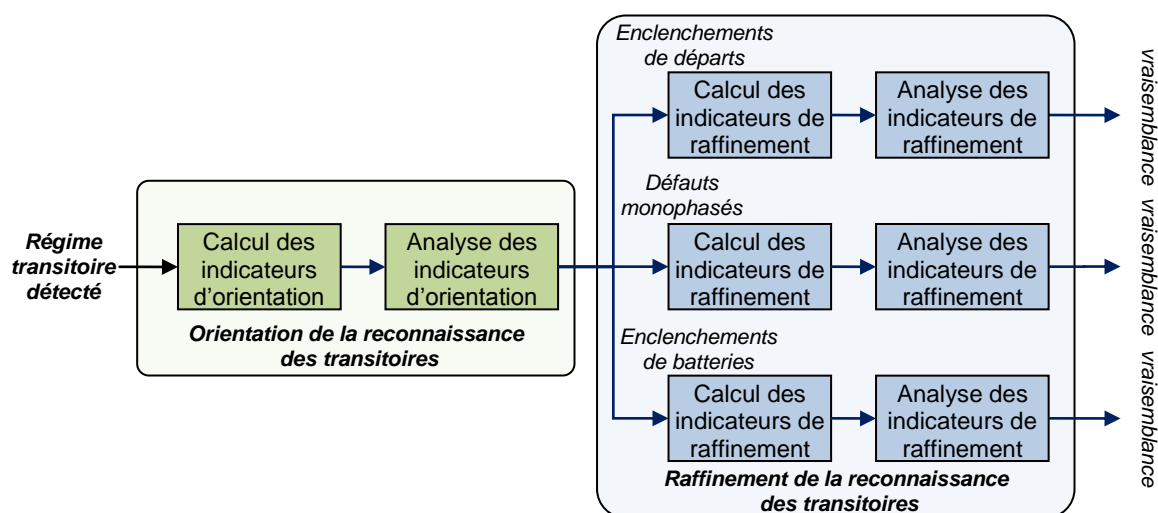 Régime
transitoire
détecté
Calcul des
indicateurs
d'orientation
Analyse des
indicateurs
d'orientation
Orientation de la reconnaissance
des transitoires
Enclenchements
de départs
Calcul des
indicateurs de
raffinement
Analyse des
indicateurs de
raffinement
vraisemblance
Défauts
monophasés
Calcul des
indicateurs de
raffinement
Analyse des
indicateurs de
raffinement
vraisemblance
Enclenchements
de batteries
Calcul des
indicateurs de
raffinement
Analyse des
indicateurs de
raffinement
vraisemblance
Raffinement de la reconnaissance
des transitoires